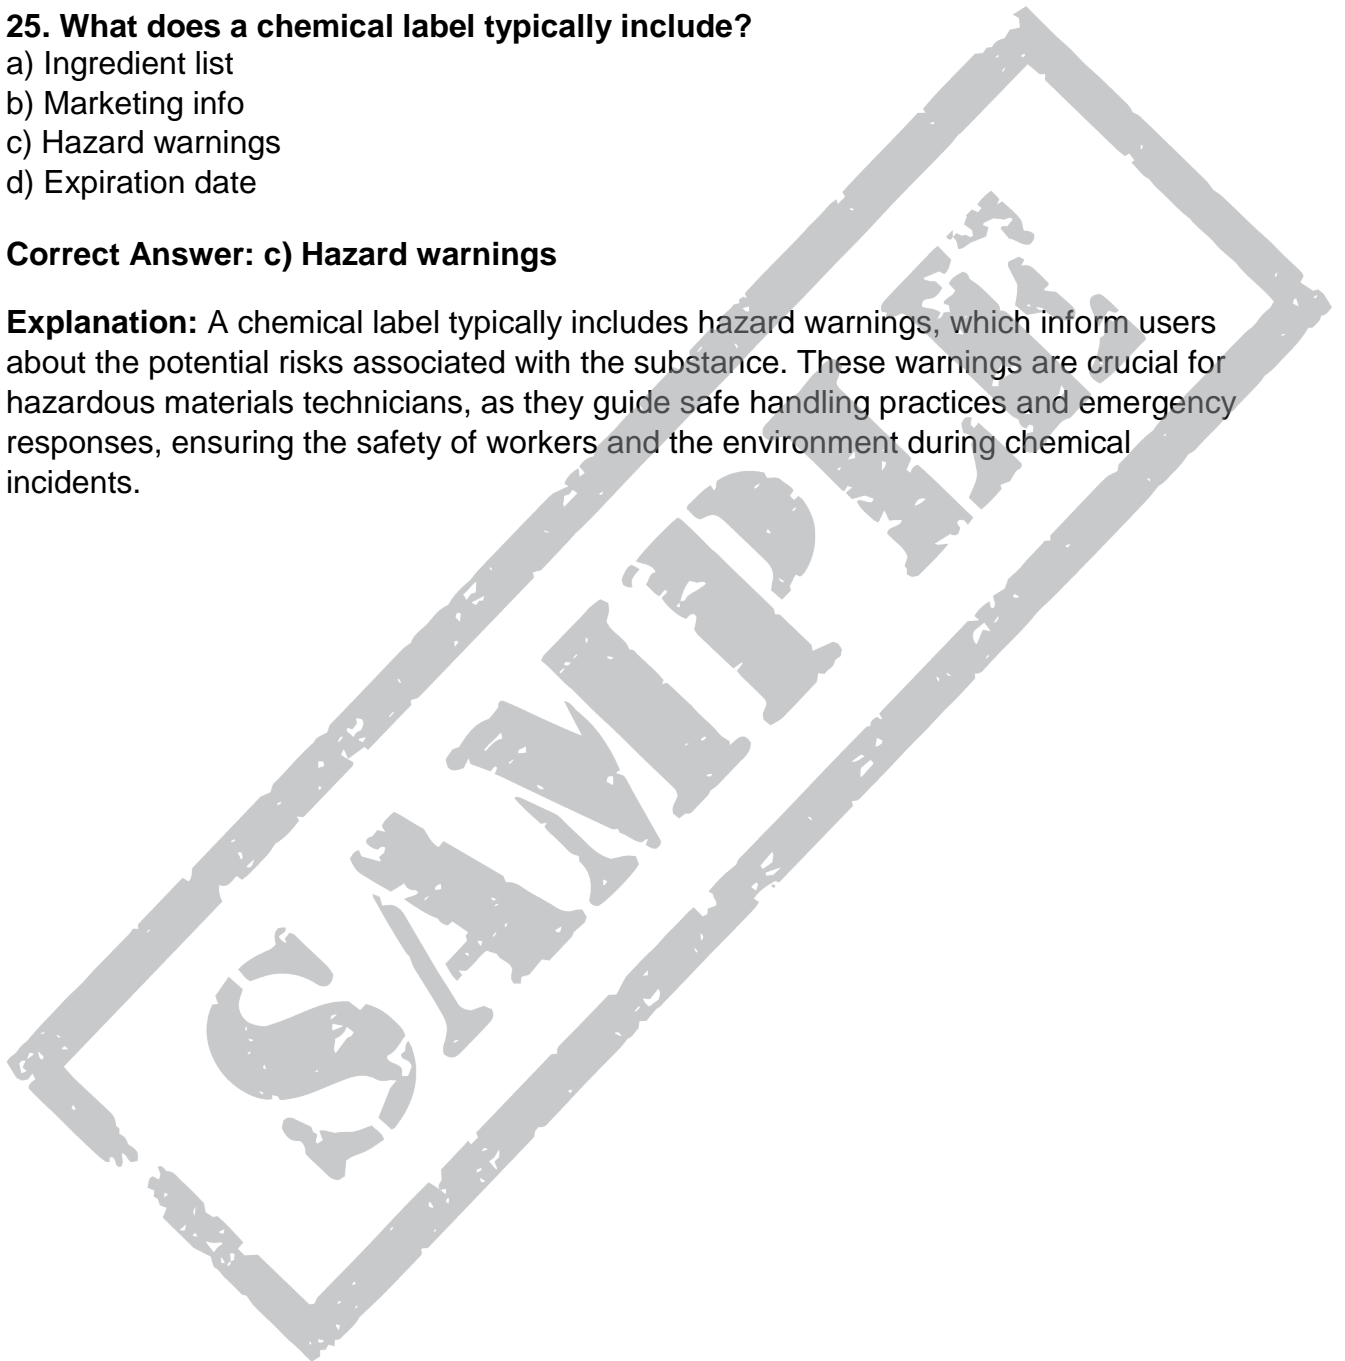 25. What does a chemical label typically include?
a) Ingredient list
b) Marketing info
c) Hazard warnings
d) Expiration date
Correct Answer: c) Hazard warnings
Explanation: A chemical label typically includes hazard warnings, which inform users
about the potential risks associated with the substance. These warnings are crucial for
hazardous materials technicians, as they guide safe handling practices and emergency
responses, ensuring the safety of workers and the environment during chemical
incidents.
SAMPLE